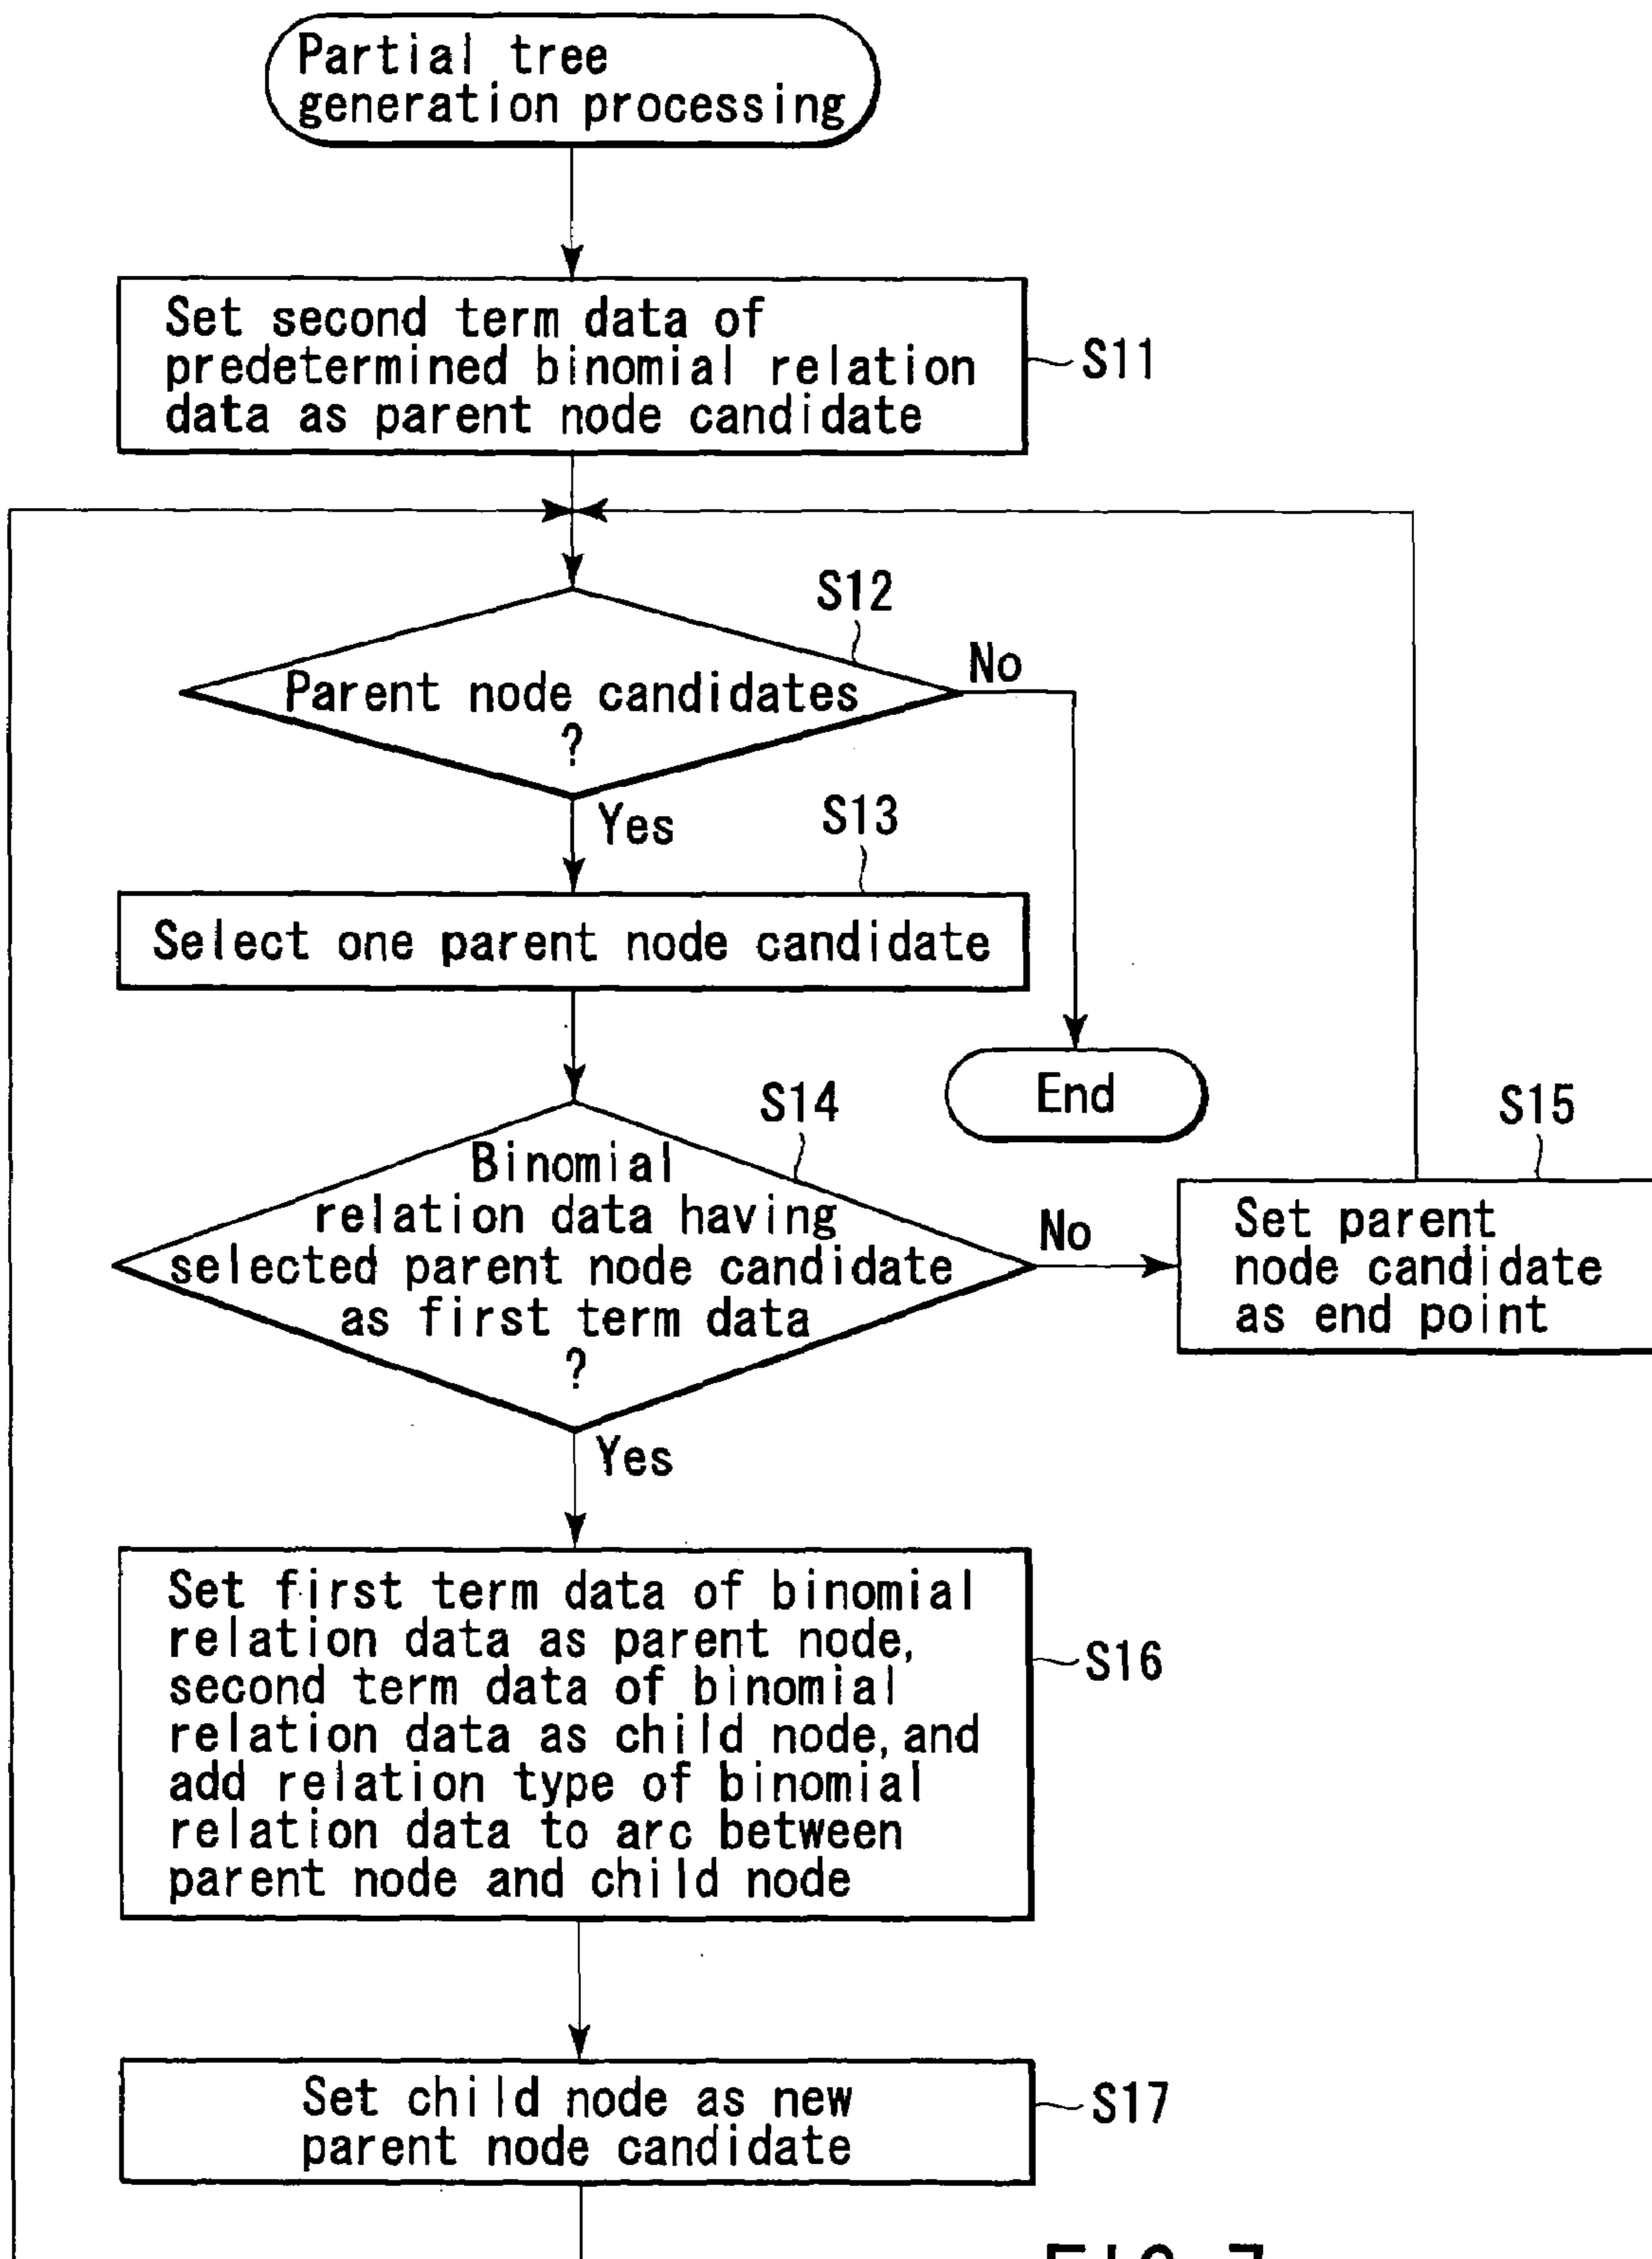 Partial tree
generation processing
Set second term data of
predetermined binomial relation
data as parent node candidate
S11
S12
Parent node candidates
?
No
Yes
S13
Select one parent node candidate
End
S14
Binomial
relation data having
selected parent node candidate
as first term data
?
No
S15
Set parent
node candidate
as end point
Yes
Set first term data of binomial
relation data as parent node,
second term data of binomial
relation data as child node, and
add relation type of binomial
relation data to arc between
parent node and child node
S16
Set child node as new
parent node candidate
S17